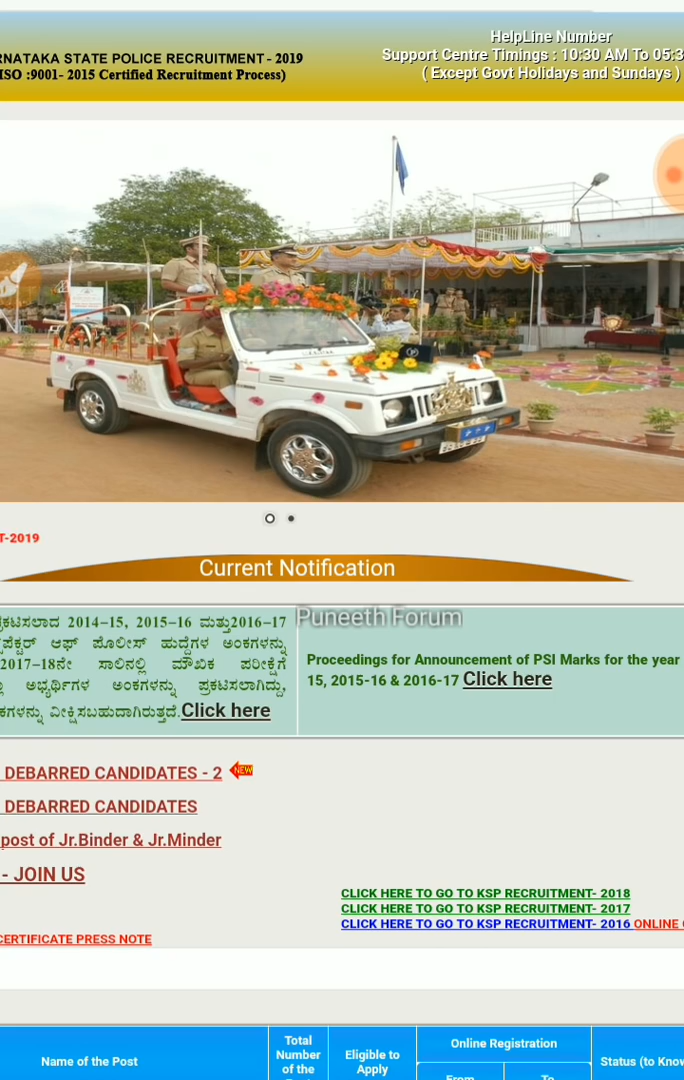 HelpLine Number
RNATAKA STATE POLICE RECRUITMENT - 2019
Support Centre Timings : 10:30 AM To 05:3
ISO :9001- 2015 Certified Recruitment Process)
( Except Govt Holidays and Sundays )
T-2019
Current Notification
Puneeth Forum
ಪ್ರಕಟಿಸಲಾದ 2014-15, 2015-16 ಮತ್ತು2016-17
ಸ್ಪೆಕ್ಟರ್ ಆಫ್ ಪೊಲೀಸ್ ಹುದ್ದೆಗಳ ಅಂಕಗಳನ್ನು
2017-18ನೇ ಸಾಲಿನಲ್ಲಿ ಮೌಖಿಕ ಪರೀಕ್ಷೆಗೆ
ಅಭ್ಯರ್ಥಿಗಳ ಅಂಕಗಳನ್ನು ಪ್ರಕಟಿಸಲಾಗಿದ್ದು,
ಕಗಳನ್ನು ವೀಕ್ಷಿಸಬಹುದಾಗಿರುತ್ತದೆ.Click here
Proceedings for Announcement of PSI Marks for the year
15, 2015-16 & 2016-17 Click here
DEBARRED CANDIDATES - 2 NEW
DEBARRED CANDIDATES
post of Jr.Binder & Jr.Minder
- JOIN US
CLICK HERE TO GO TO KSP RECRUITMENT- 2018
CLICK HERE TO GO TO KSP RECRUITMENT- 2017
CLICK HERE TO GO TO KSP RECRUITMENT- 2016 ONLINE
CERTIFICATE PRESS NOTE
Name of the Post
Total
Number
of the
Eligible to
Apply
Online Registration
From
To
Status (to Know